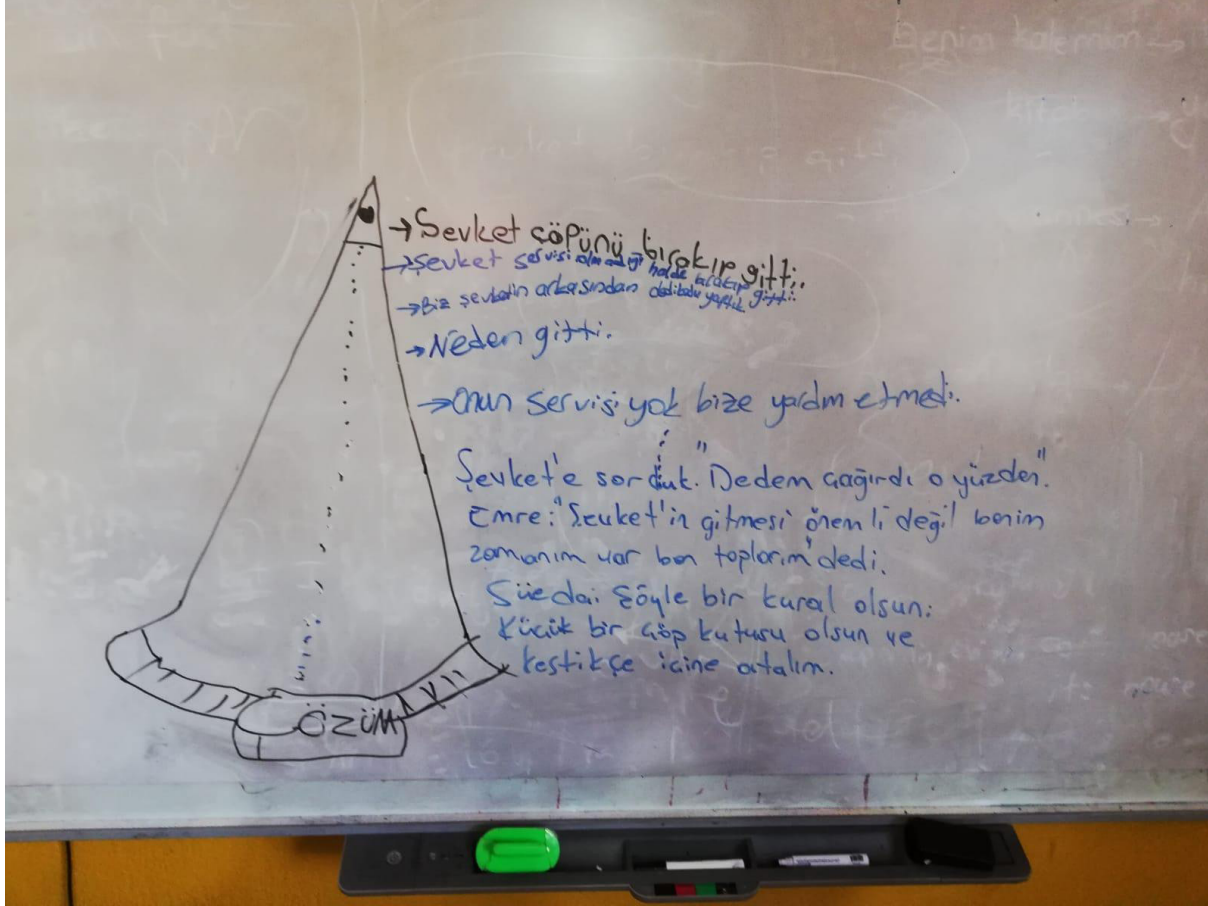 Benim kalemim →
→ Şevket çöpünü bırakıp gitti.
→ Şevket servisi olmadığı halde bırakıp gitti.
→ Biz Şevketin arkasından dedikodu yaptık
→ Neden gitti.
→ Onun servisi yok bize yardım etmedi.
Şevket'e sorduk. "Dedem çağırdı o yüzden".
Emre: "Şevket'in gitmesi önemli değil benim
zamanım var ben toplarım" dedi.
Süeda: Şöyle bir kural olsun:
Küçük bir çöp kutusu olsun ve
kestikçe içine atalım.
ÇÖZÜM